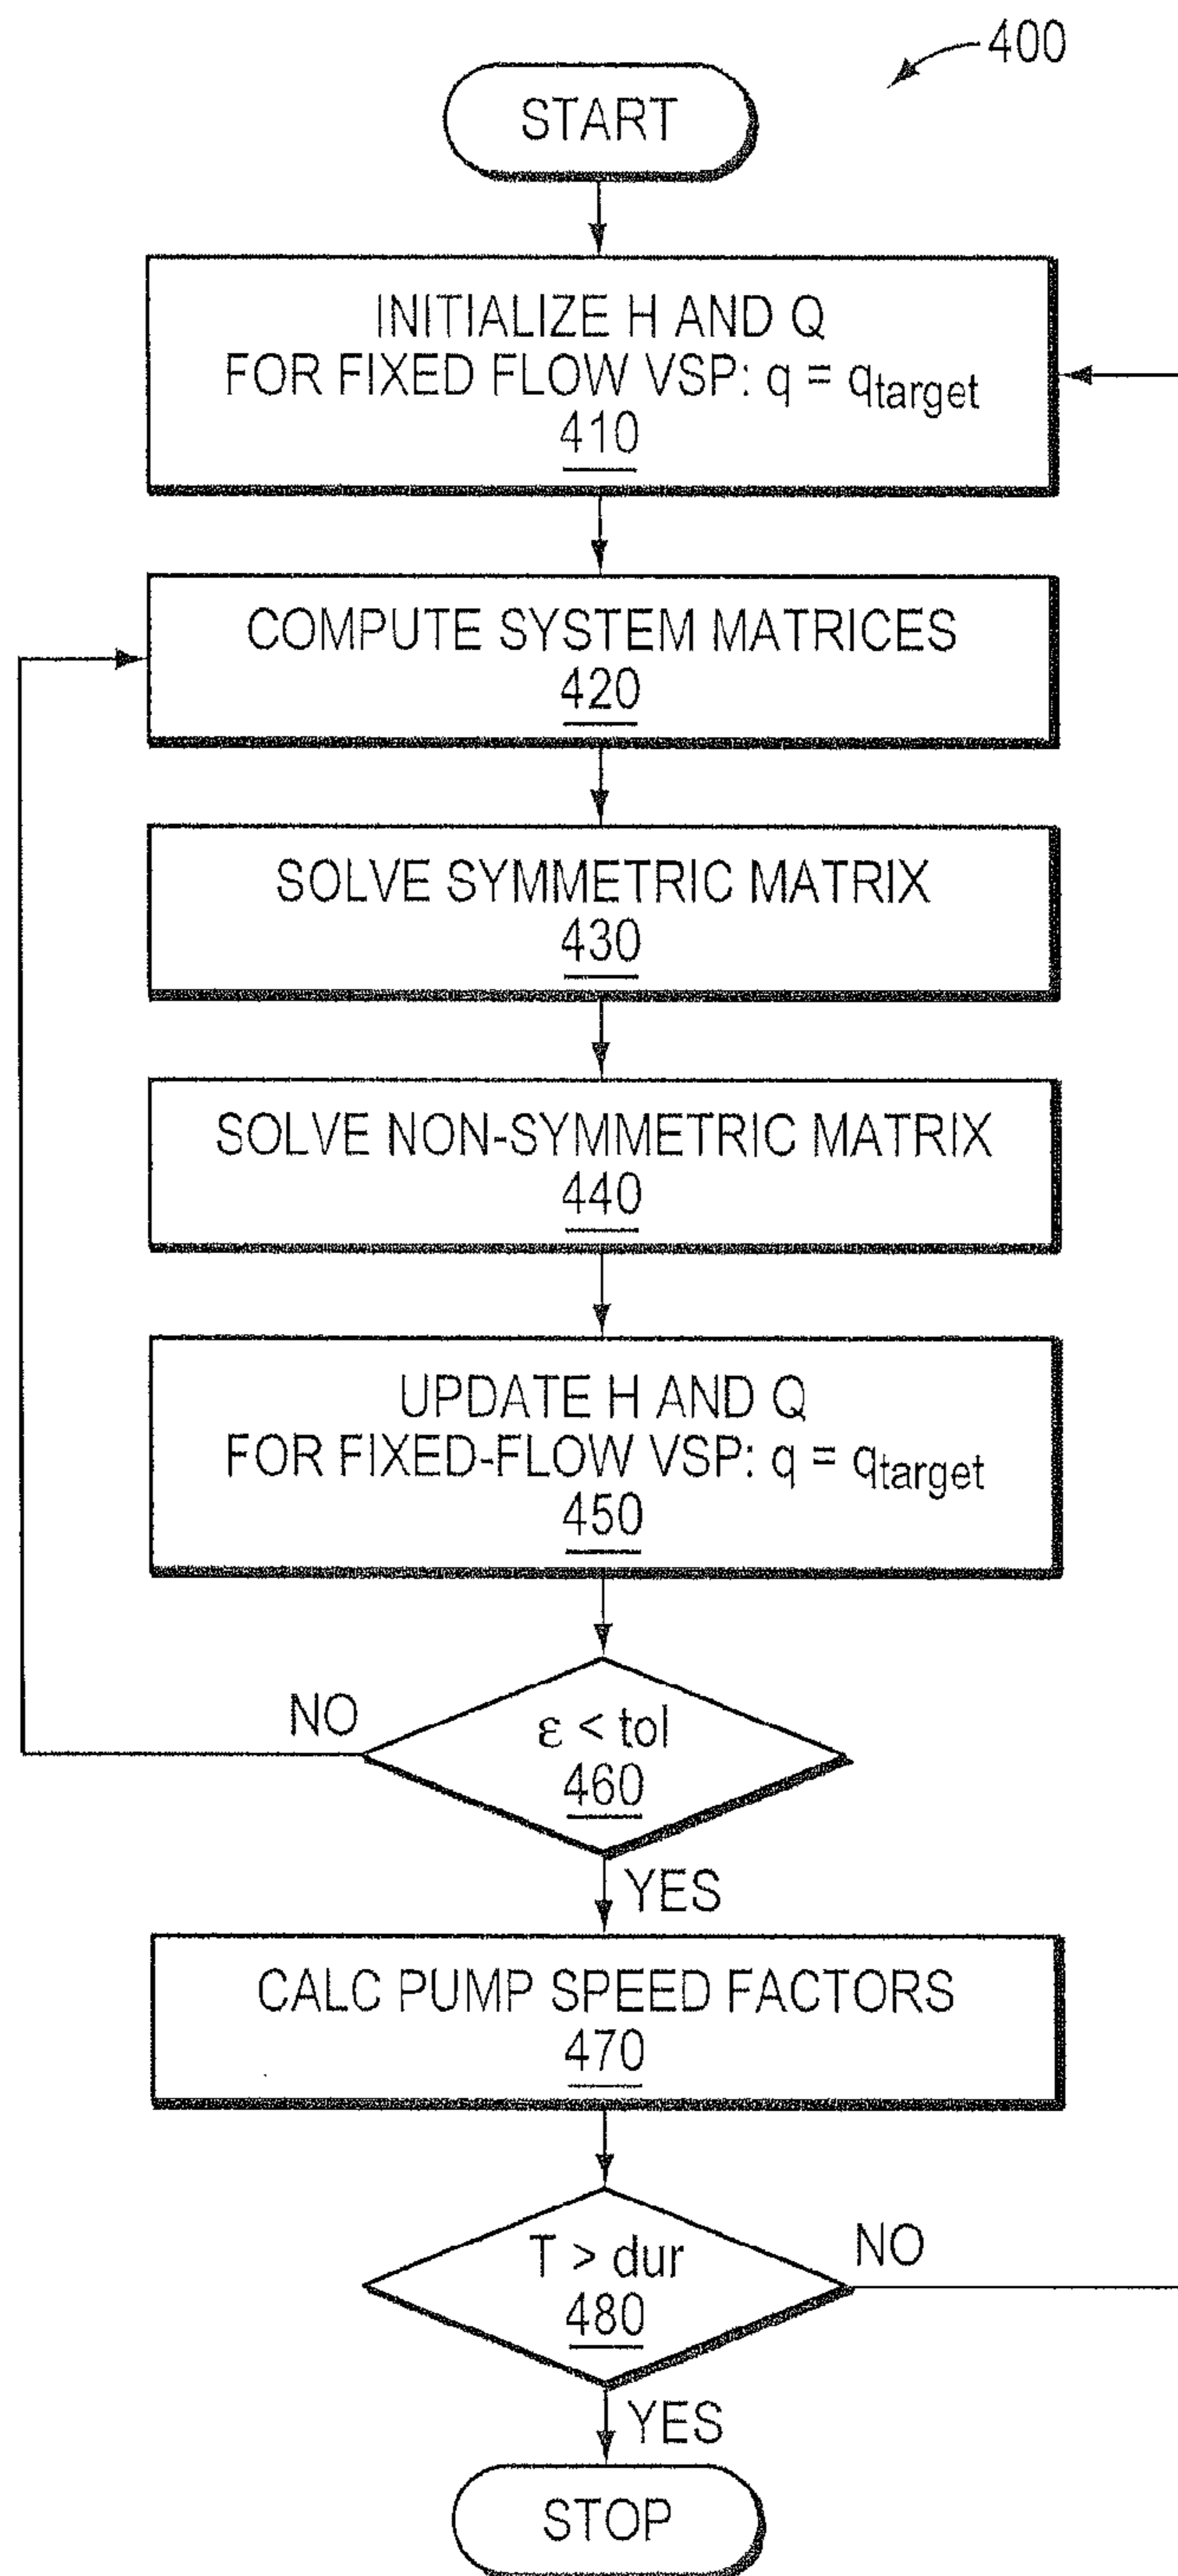 400
START
INITIALIZE H AND Q
FOR FIXED FLOW VSP: q = qtarget
410
COMPUTE SYSTEM MATRICES
420
SOLVE SYMMETRIC MATRIX
430
SOLVE NON-SYMMETRIC MATRIX
440
UPDATE H AND Q
FOR FIXED-FLOW VSP: q = qtarget
450
NO
ε < tol
460
YES
CALC PUMP SPEED FACTORS
470
T > dur
480
NO
YES
STOP